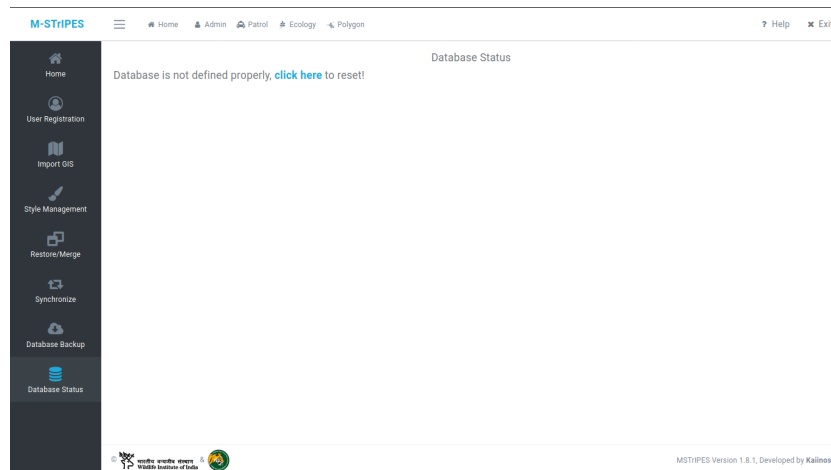 M-STrIPES
Home Admin Patrol Ecology Polygon
? Help Exi
Home
User Registration
Import GIS
Style Management
Restore/Merge
Synchronize
Database Backup
Database Status
Database Status
Database is not defined properly, click here to reset!
© भारतीय वन्यजीव संस्थान &
Wildlife Institute of India
MSTrIPES Version 1.8.1, Developed by Kaiinos